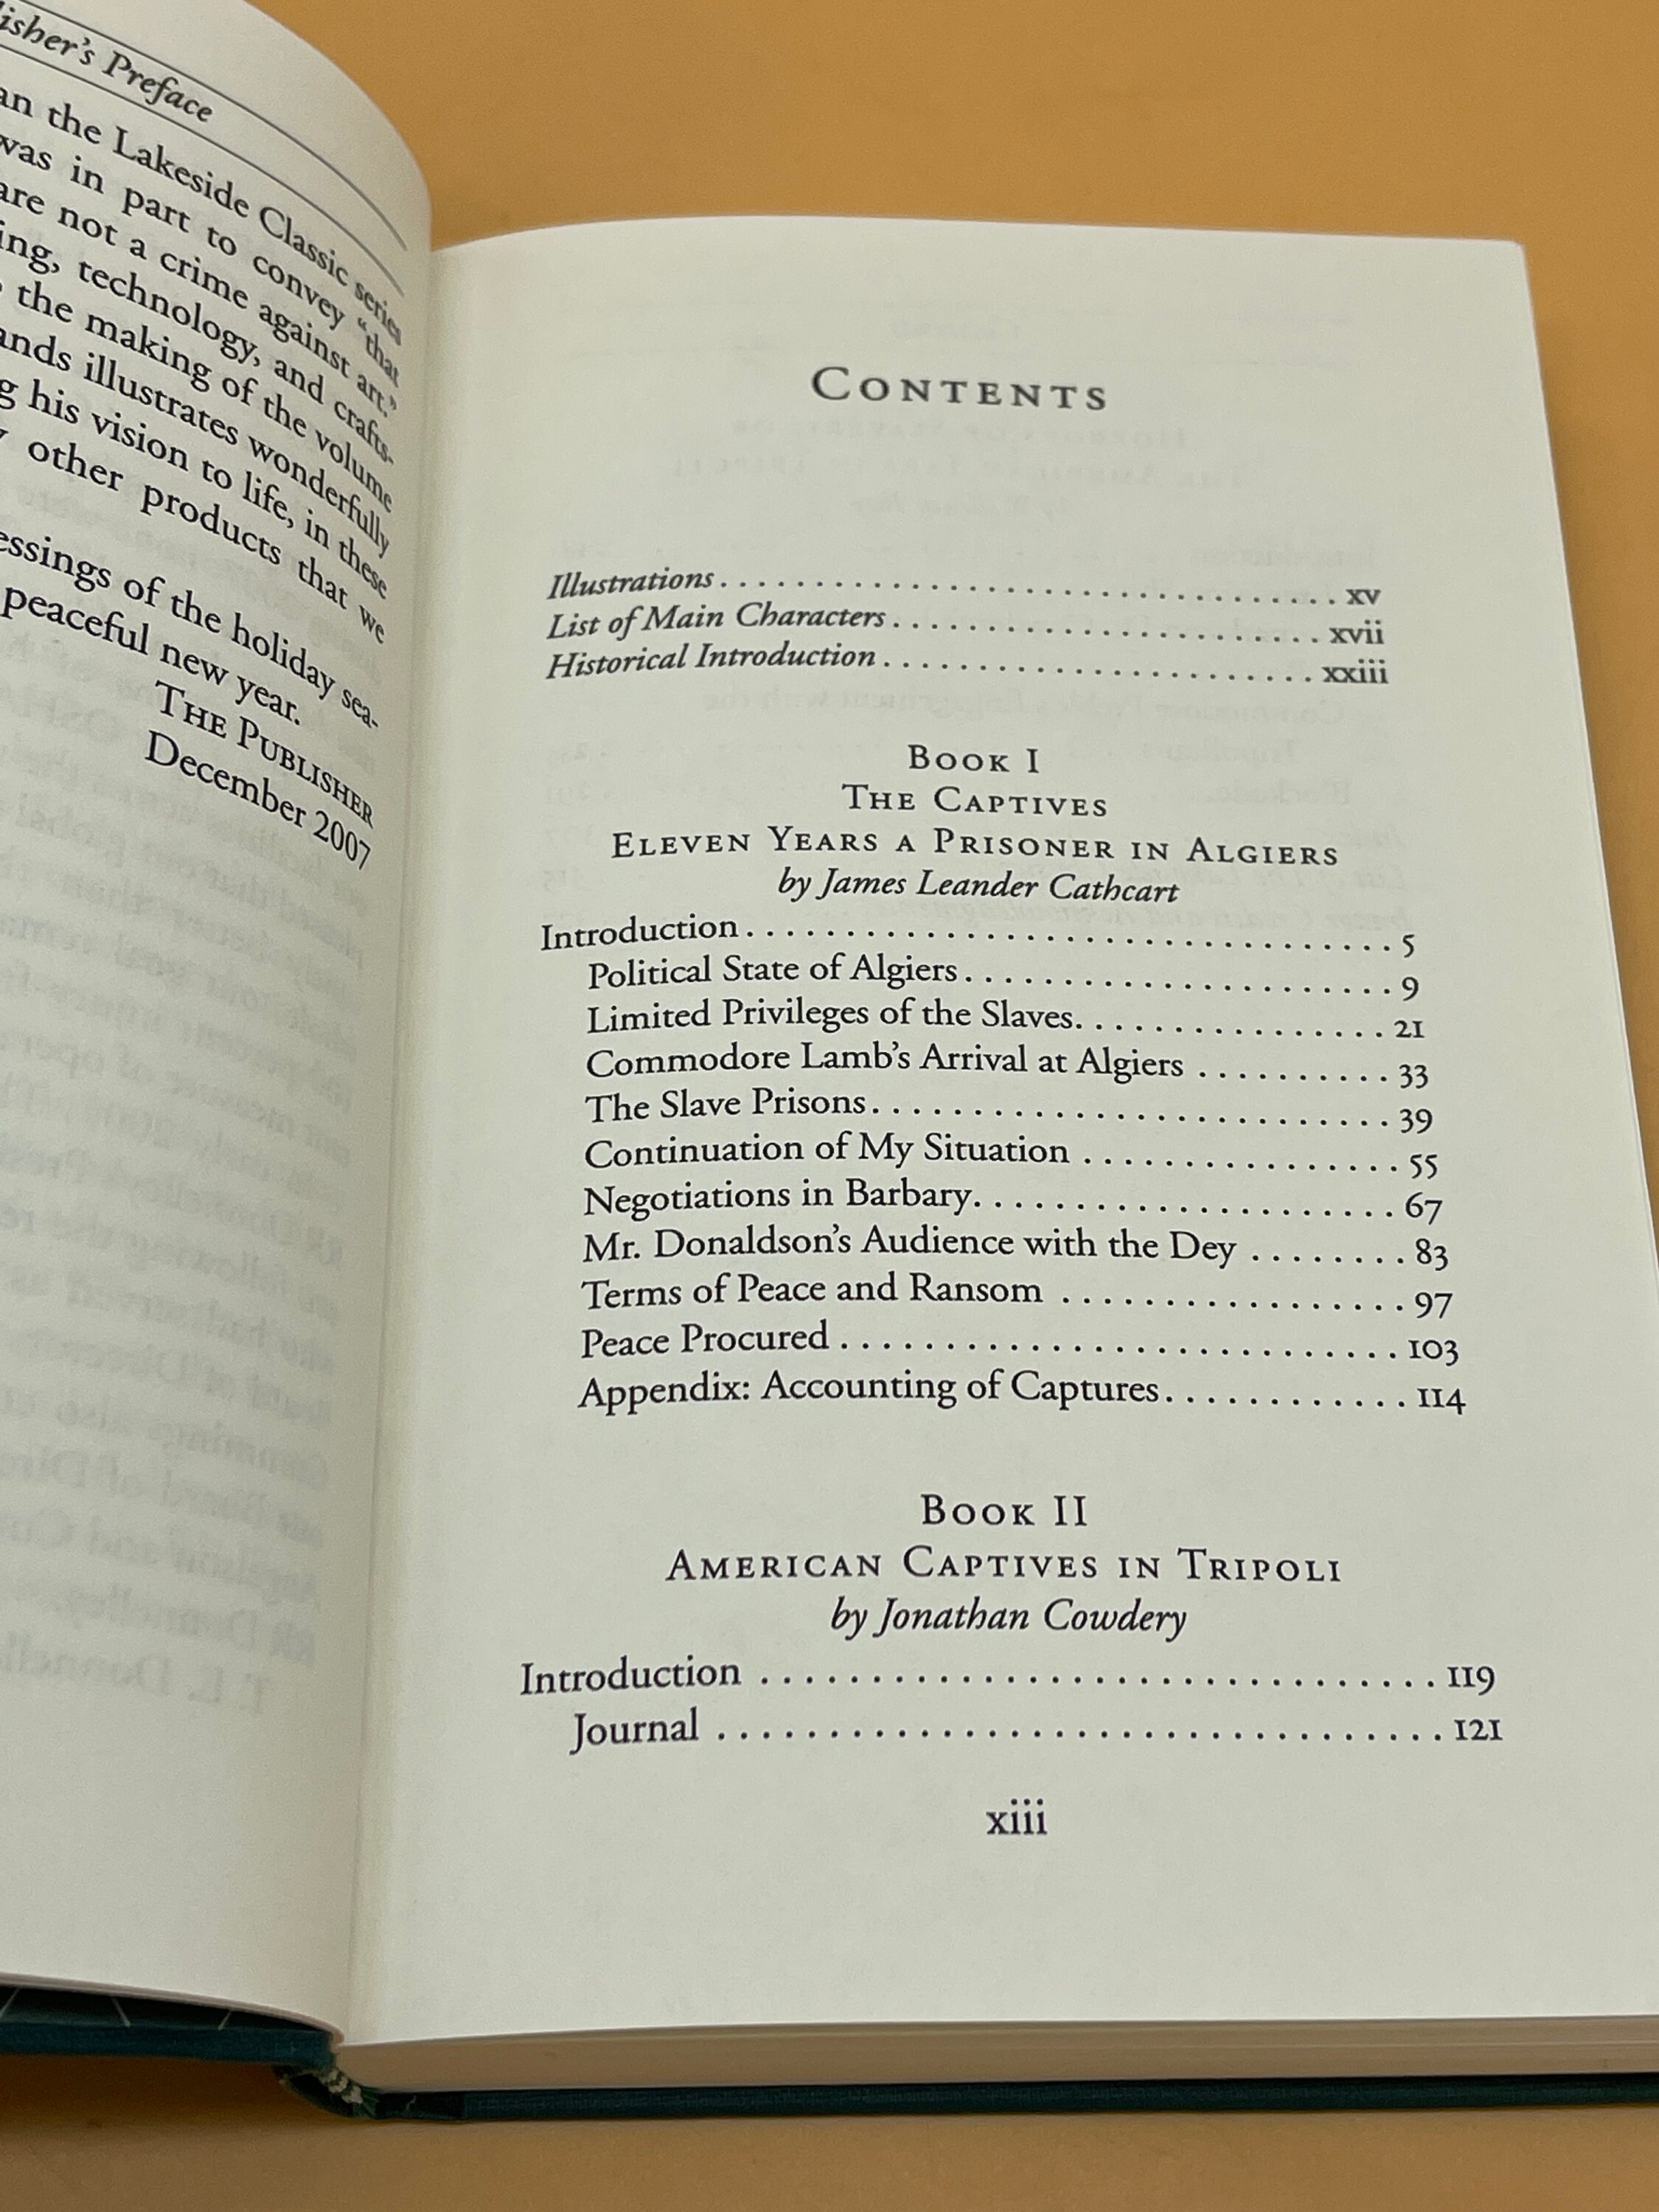 Preface
an the Lakeside Classic series
was in part to convey “that
are not a crime against art.”
ing, technology, and crafts-
the making of the volume
illustrates wonderfully
his vision to life, in these
other products that we
of the holiday sea-
peaceful new year.
THE PUBLISHER
December 2007
CONTENTS
Illustrations. . . . . . . . . . . . . . . . . . . . . . . . . . . . . . . . . xv
List of Main Characters. . . . . . . . . . . . . . . . . . . . . . . xvii
Historical Introduction. . . . . . . . . . . . . . . . . . . . . . . xxiii
BOOK I
THE CAPTIVES
ELEVEN YEARS A PRISONER IN ALGIERS
by James Leander Cathcart
Introduction. . . . . . . . . . . . . . . . . . . . . . . . . . . . . . . . . . 5
Political State of Algiers. . . . . . . . . . . . . . . . . . . . . . . 9
Limited Privileges of the Slaves. . . . . . . . . . . . . . . . . 21
Commodore Lamb’s Arrival at Algiers . . . . . . . . . . 33
The Slave Prisons. . . . . . . . . . . . . . . . . . . . . . . . . . . . 39
Continuation of My Situation . . . . . . . . . . . . . . . . . 55
Negotiations in Barbary. . . . . . . . . . . . . . . . . . . . . . . 67
Mr. Donaldson’s Audience with the Dey . . . . . . . . 83
Terms of Peace and Ransom . . . . . . . . . . . . . . . . . . 97
Peace Procured . . . . . . . . . . . . . . . . . . . . . . . . . . . . 103
Appendix: Accounting of Captures. . . . . . . . . . . . 114
BOOK II
AMERICAN CAPTIVES IN TRIPOLI
by Jonathan Cowdery
Introduction . . . . . . . . . . . . . . . . . . . . . . . . . . . . . . . . 119
Journal . . . . . . . . . . . . . . . . . . . . . . . . . . . . . . . . . . 121
xiii